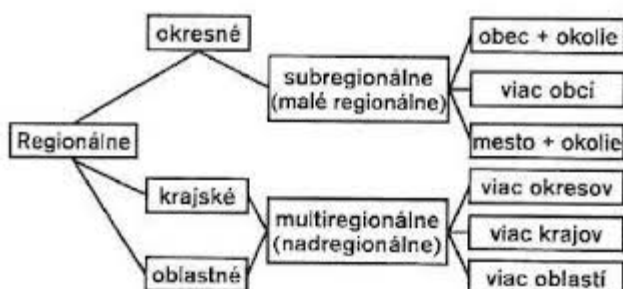 okresné
obec + okolie
subregionálne
(malé regionálne)
viac obcí
Regionálne
mesto + okolie
krajské
viac okresov
multiregionálne
(nadregionálne)
viac krajov
oblastné
viac oblastí